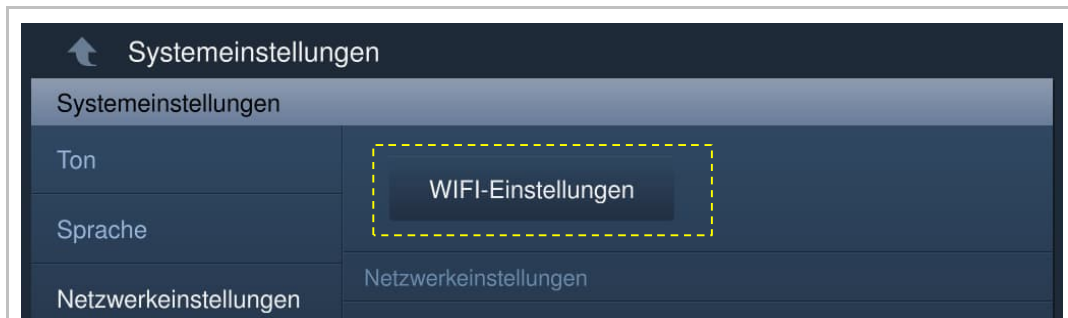 Systemeinstellungen
Systemeinstellungen
Ton
WIFI-Einstellungen
Sprache
Netzwerkeinstellungen
Netzwerkeinstellungen